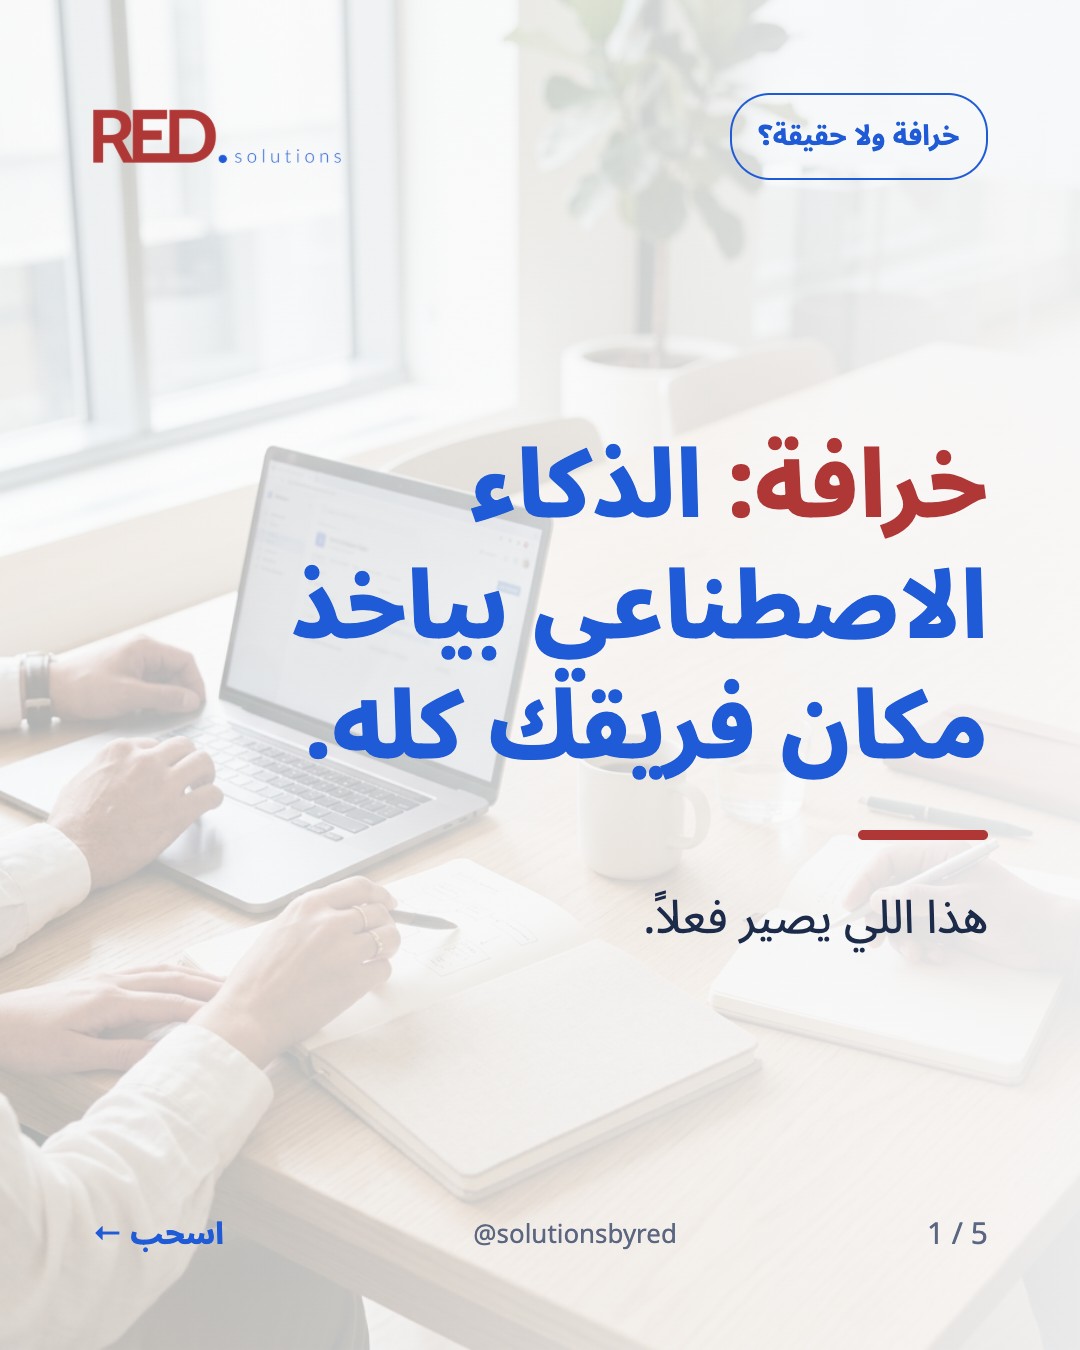 RED.solutions
خرافة ولا حقيقة؟
خرافة: الذكاء
الاصطناعي بياخذ
مكان فريقك كله.
هذا اللي يصير فعلاً.
اسحب ←
@solutionsbyred
1 / 5